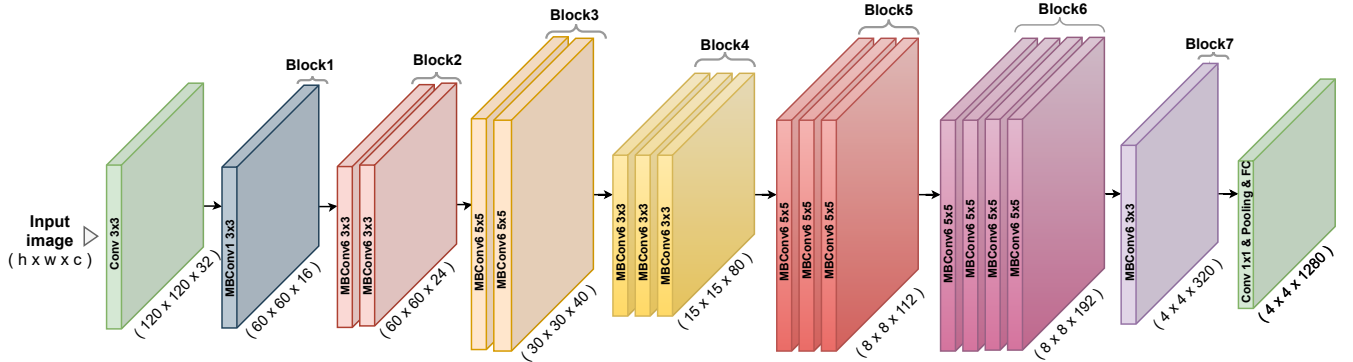 Input
image
( h x w x c )
Conv 3x3
( 120 x 120 x 32 )
Block1
MBConv1 3x3
( 60 x 60 x 16 )
Block2
MBConv6 3x3
MBConv6 3x3
( 60 x 60 x 24 )
Block3
MBConv6 5x5
MBConv6 5x5
( 30 x 30 x 40 )
Block4
MBConv6 3x3
MBConv6 3x3
MBConv6 3x3
( 15 x 15 x 80 )
Block5
MBConv6 5x5
MBConv6 5x5
MBConv6 5x5
( 8 x 8 x 112 )
Block6
MBConv6 5x5
MBConv6 5x5
MBConv6 5x5
MBConv6 5x5
( 8 x 8 x 192 )
Block7
MBConv6 3x3
( 4 x 4 x 320 )
Conv 1x1 & Pooling & FC
( 4 x 4 x 1280 )